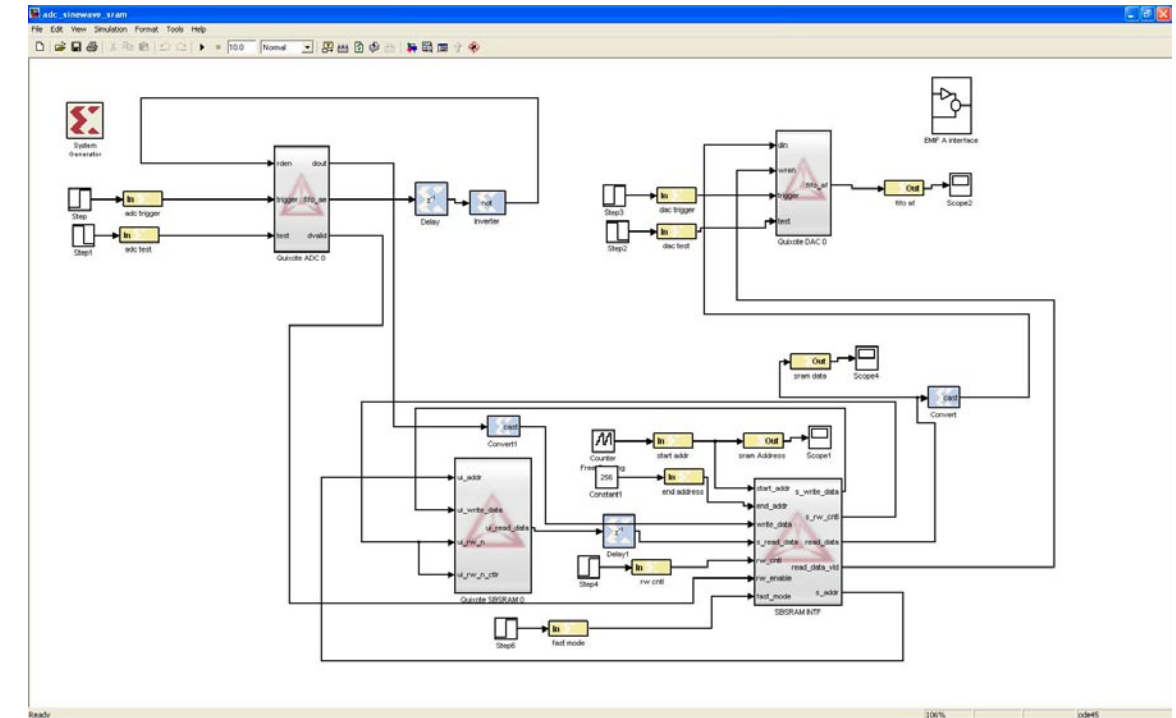 adc_sinewave_sram
File Edit View Simulation Format Tools Help
10.0 Normal
System
Generator
Step
In
adc trigger
Step1
In
adc test
rden dout
trigger fifo_ae
test dvalid
Quixote ADC 0
z-1
Delay
not
Inverter
Step3
In
dac trigger
Step2
In
dac test
din
wren
trigger
test
fifo_af
Quixote DAC 0
Out
fifo af
Scope2
EMIF A interface
Out
sram data
Scope4
cast
Convert
cast
Convert1
ui_addr
ui_write_data
ui_rw_n
ui_rw_n_ctlr
ui_read_data
Quixote SBSRAM 0
Counter
Free
In
start addr
Out
sram Address
Scope1
256
Constant1
In
end address
z-1
Delay1
Step4
In
rw cntl
start_addr s_write_data
end_addr
write_data s_rw_cntl
s_read_data read_data
rw_cntl read_data_vld
rw_enable
fast_mode s_addr
SBSRAM INTF
Step6
In
fast mode
Ready 106% ode45